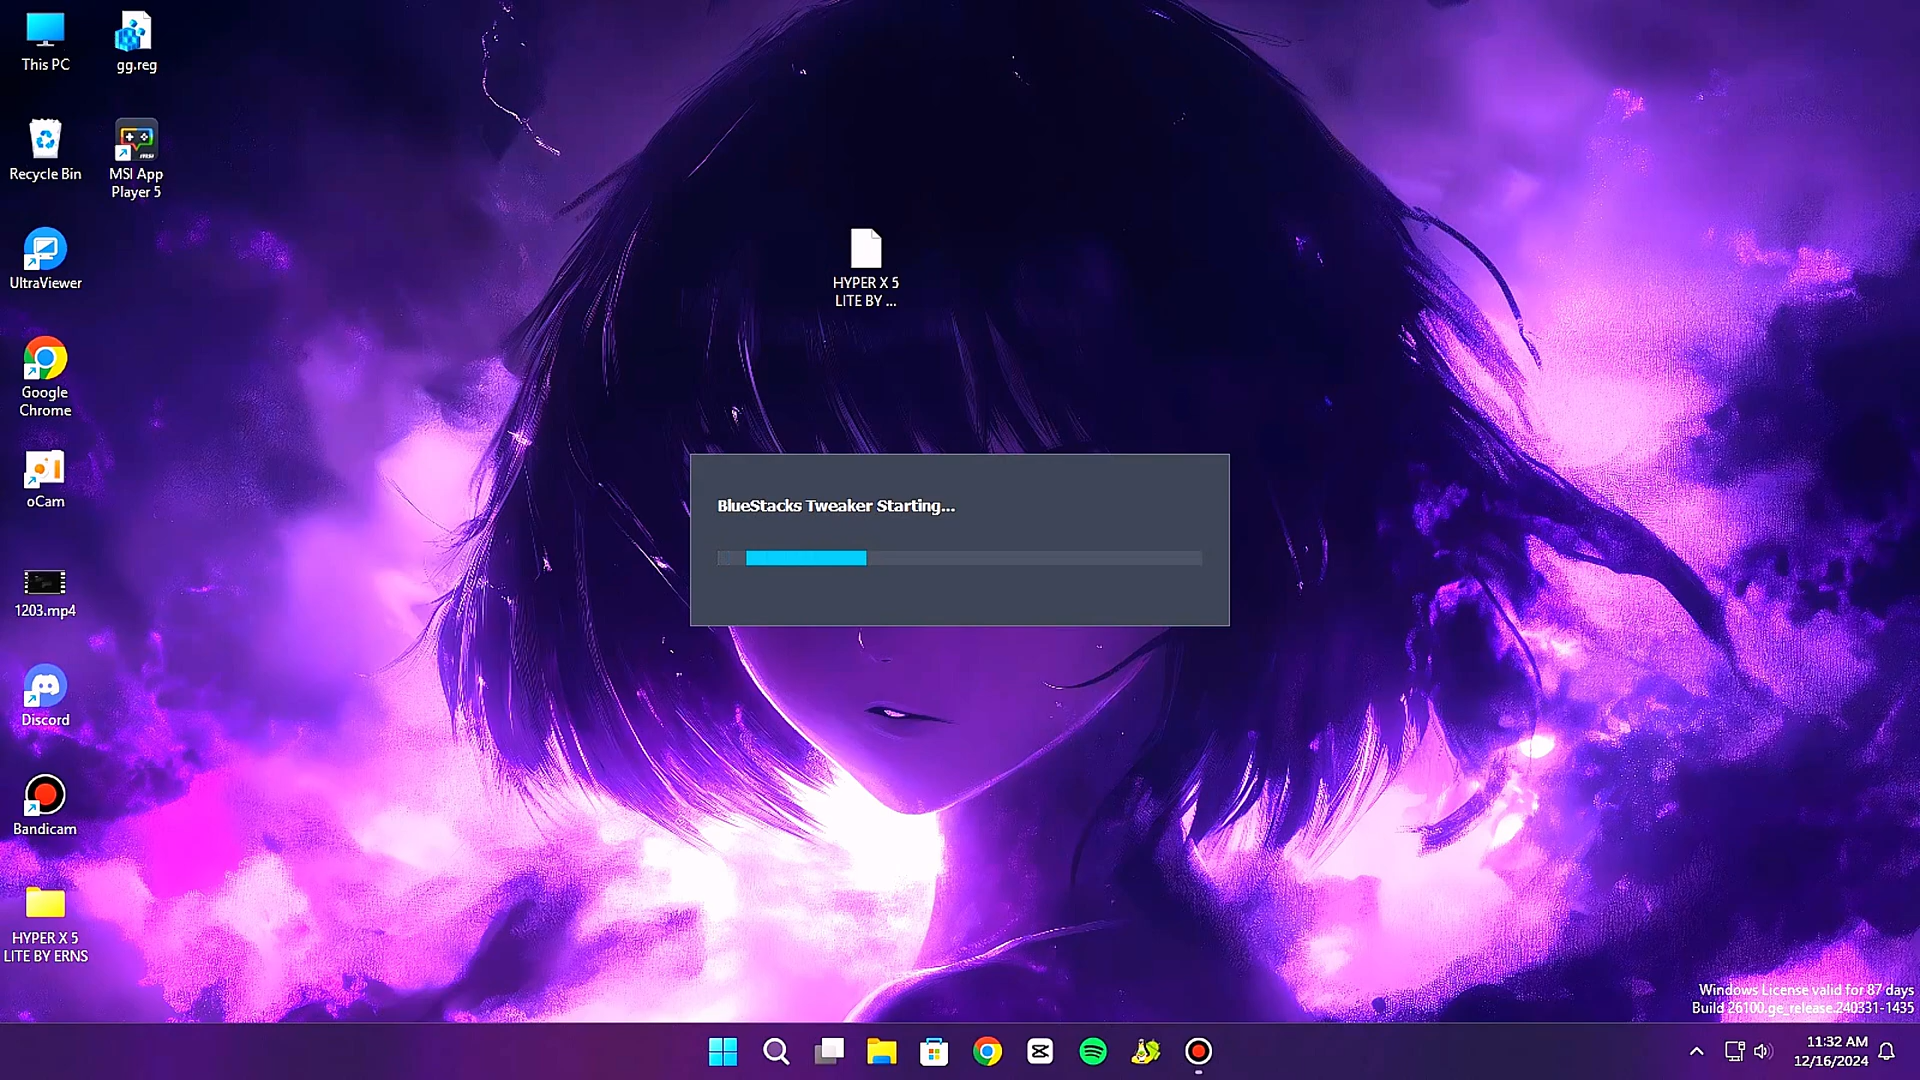 This PC
gg.reg
Recycle Bin
MSI App
Player 5
UltraViewer
HYPER X 5
LITE BY ...
Google
Chrome
oCam
BlueStacks Tweaker Starting...
1203.mp4
Discord
Bandicam
HYPER X 5
LITE BY ERNS
Windows License valid for 87 days
Build 26100.ge_release.240331-1435
11:32 AM
12/16/2024